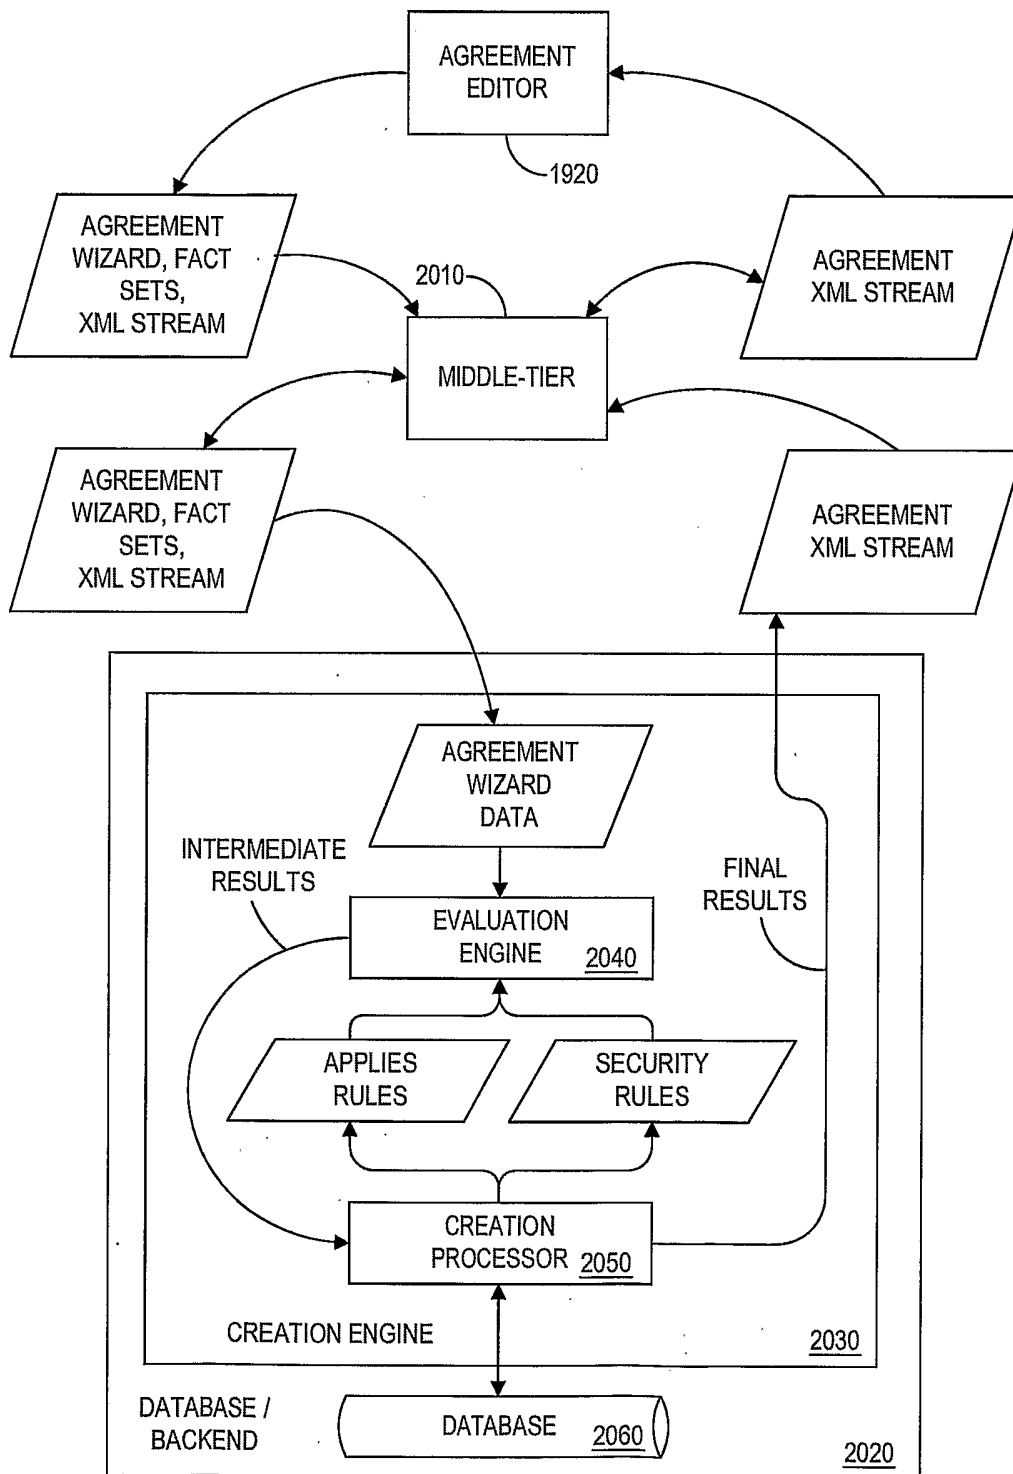 AGREEMENT
EDITOR
1920
AGREEMENT
WIZARD, FACT
SETS,
XML STREAM
2010
AGREEMENT
XML STREAM
MIDDLE-TIER
AGREEMENT
WIZARD, FACT
SETS,
XML STREAM
AGREEMENT
XML STREAM
AGREEMENT
WIZARD
DATA
INTERMEDIATE
RESULTS
FINAL
RESULTS
EVALUATION
ENGINE
2040
APPLIES
RULES
SECURITY
RULES
CREATION
PROCESSOR
2050
CREATION ENGINE
2030
DATABASE /
BACKEND
DATABASE
2060
2020